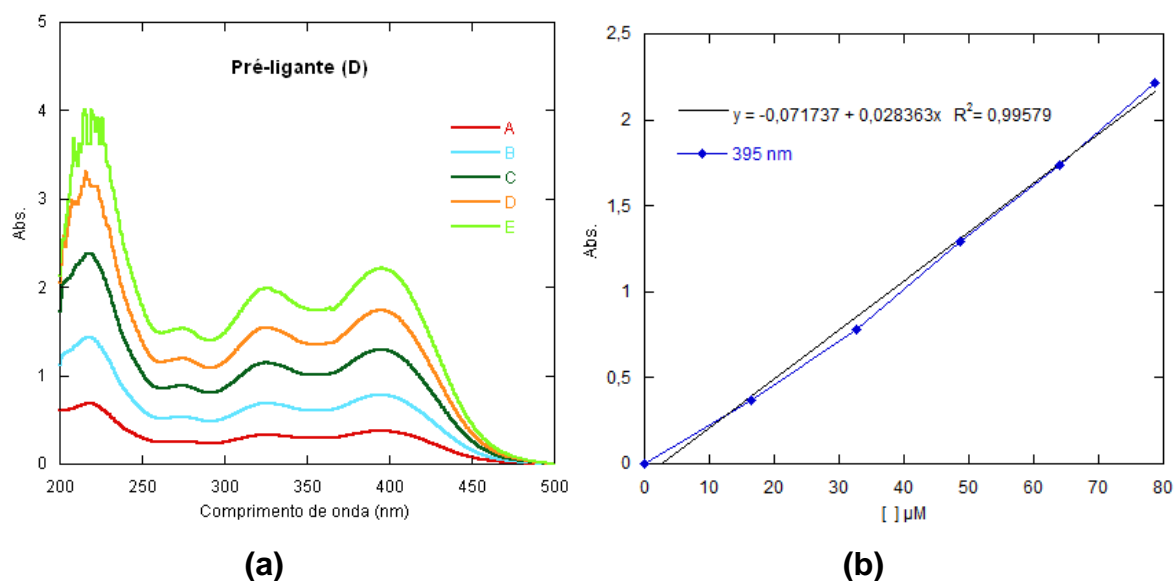 Pré-ligante (D)
A
B
C
D
E
5
4
3
2
1
0
Abs.
200 250 300 350 400 450 500
Comprimento de onda (nm)
(a)
y = -0,071737 + 0,028363x R²= 0,99579
395 nm
2,5
2
1,5
1
0,5
0
Abs.
0 10 20 30 40 50 60 70 80
[ ] µM
(b)